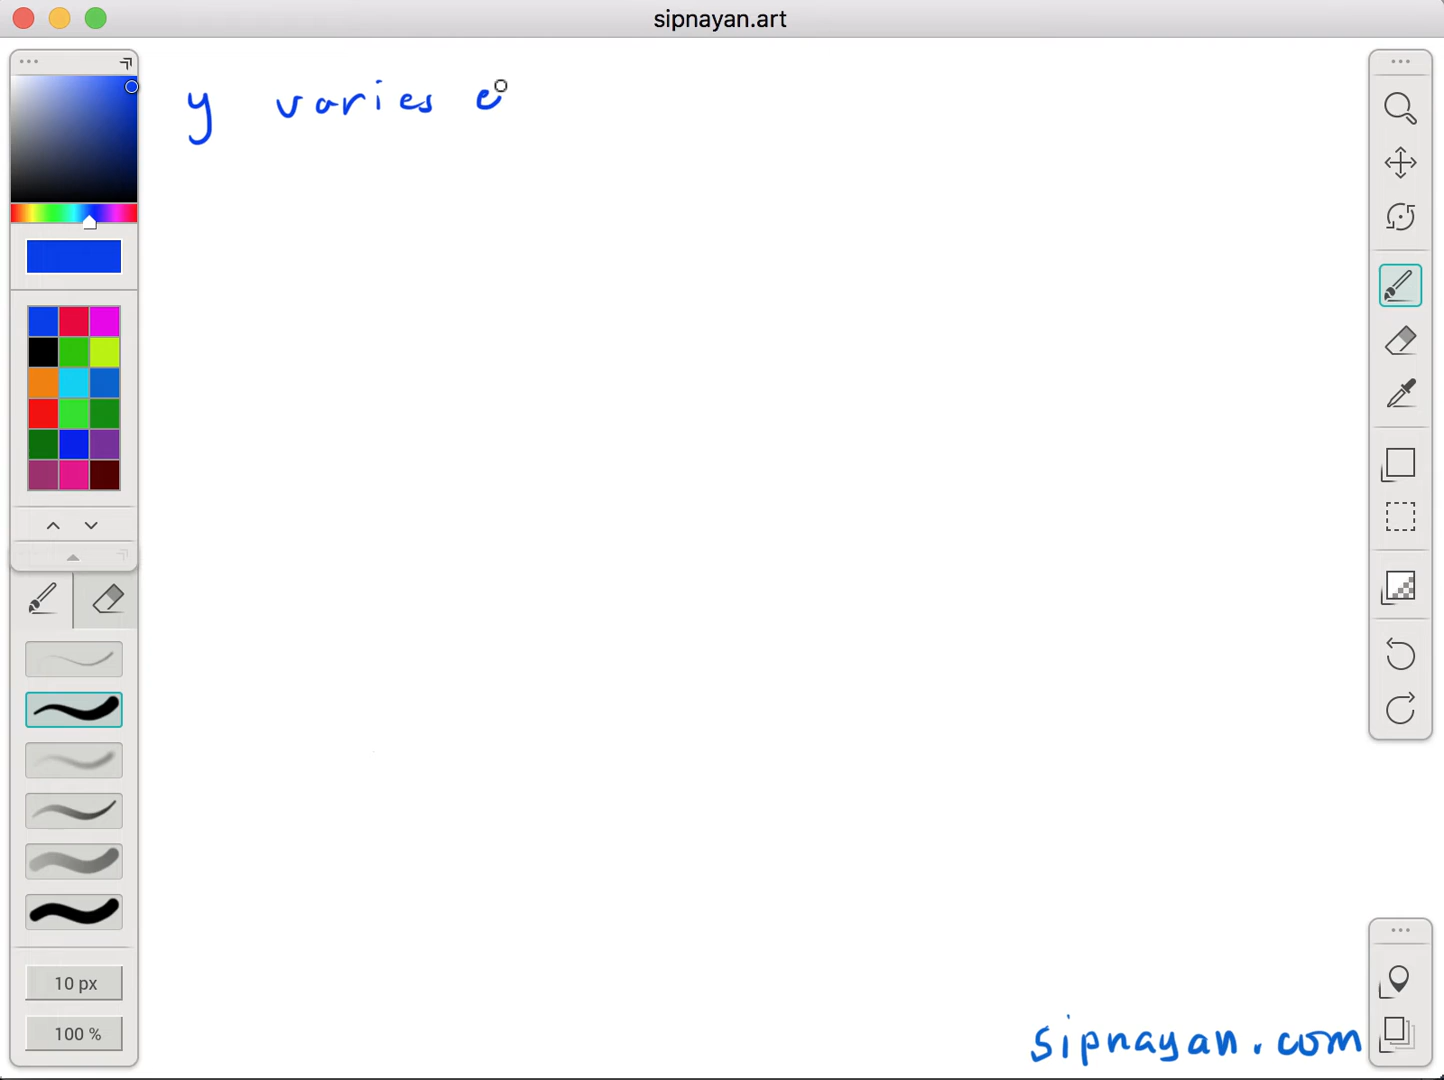 sipnayan.art
y varies
10 px
100 %
sipnayan.com